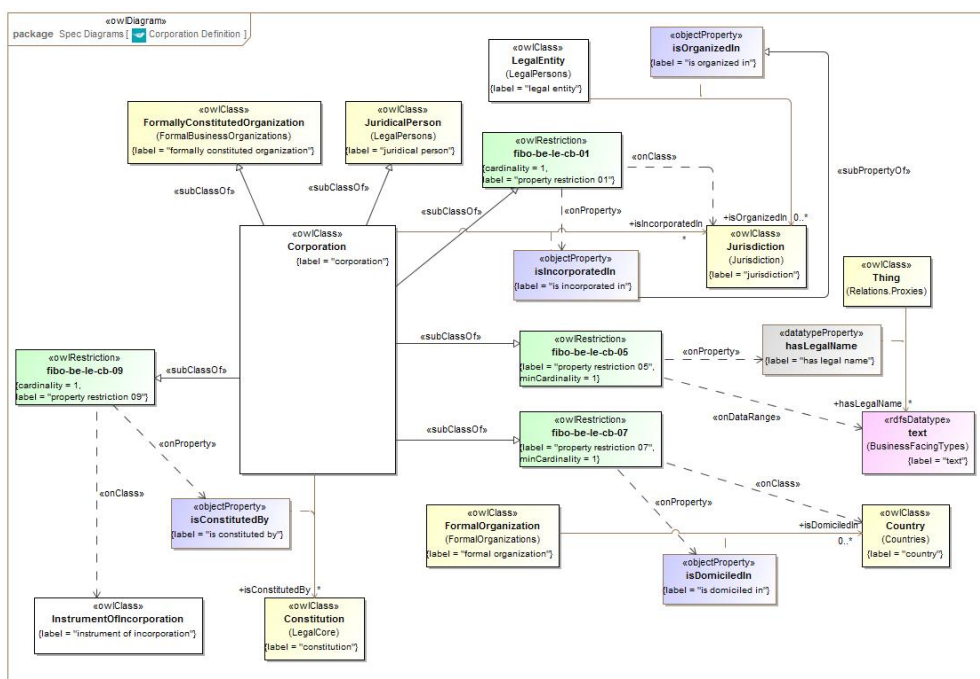 «owlDiagram»
package Spec Diagrams [ Corporation Definition ]
«objectProperty»
isOrganizedIn
{label = "is organized in"}
«owlClass»
LegalEntity
(LegalPersons)
{label = "legal entity"}
«owlClass»
FormallyConstitutedOrganization
(FormalBusinessOrganizations)
{label = "formally constituted organization"}
«owlClass»
JuridicalPerson
(LegalPersons)
{label = "juridical person"}
«owlRestriction»
fibo-be-le-cb-01
{cardinality = 1,
label = "property restriction 01"}
«onClass»
«subPropertyOf»
«subClassOf»
«subClassOf»
«subClassOf»
«onProperty»
+isIncorporatedIn
*
+isOrganizedIn
0..*
«owlClass»
Corporation
{label = "corporation"}
«owlClass»
Jurisdiction
(Jurisdiction)
{label = "jurisdiction"}
«objectProperty»
isIncorporatedIn
{label = "is incorporated in"}
«owlClass»
Thing
(Relations.Proxies)
«subClassOf»
«owlRestriction»
fibo-be-le-cb-05
{label = "property restriction 05",
minCardinality = 1}
«onProperty»
«datatypeProperty»
hasLegalName
{label = "has legal name"}
«owlRestriction»
fibo-be-le-cb-09
{cardinality = 1,
label = "property restriction 09"}
«subClassOf»
+hasLegalName
*
«onDataRange»
«rdfsDatatype»
text
(BusinessFacingTypes)
{label = "text"}
«subClassOf»
«owlRestriction»
fibo-be-le-cb-07
{label = "property restriction 07",
minCardinality = 1}
«onProperty»
«onClass»
«onClass»
«onProperty»
«objectProperty»
isConstitutedBy
{label = "is constituted by"}
«owlClass»
FormalOrganization
(FormalOrganizations)
{label = "formal organization"}
+isDomiciledIn
0..*
«owlClass»
Country
(Countries)
{label = "country"}
«objectProperty»
isDomiciledIn
{label = "is domiciled in"}
+isConstitutedBy
*
«owlClass»
InstrumentOfIncorporation
{label = "instrument of incorporation"}
«owlClass»
Constitution
(LegalCore)
{label = "constitution"}